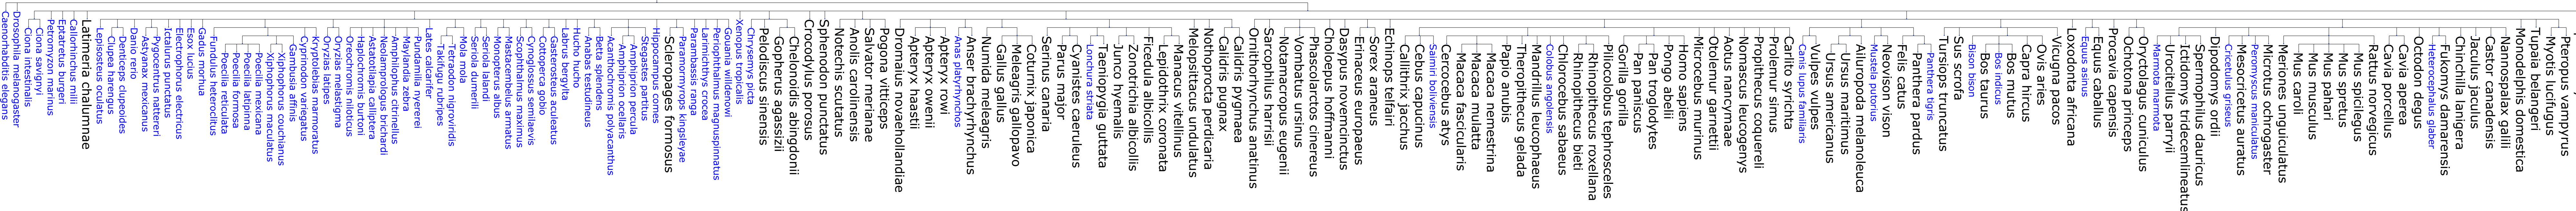 Caenorhabditis elegans
Drosophila melanogaster
Ciona intestinalis
Ciona savignyi
Petromyzon marinus
Eptatretus burgeri
Callorhinchus milii
Latimeria chalumnae
Lepisosteus oculatus
Clupea harengus
Denticeps clupeoides
Danio rerio
Astyanax mexicanus
Pygocentrus nattereri
Ictalurus punctatus
Electrophorus electricus
Esox lucius
Gadus morhua
Fundulus heteroclitus
Poecilia reticulata
Poecilia formosa
Poecilia latipinna
Poecilia mexicana
Xiphophorus maculatus
Xiphophorus couchianus
Gambusia affinis
Cyprinodon variegatus
Kryptolebias marmoratus
Oryzias latipes
Oryzias melastigma
Oreochromis niloticus
Haplochromis burtoni
Astatotilapia calliptera
Neolamprologus brichardi
Amphilophus citrinellus
Maylandia zebra
Pundamilia nyererei
Lates calcarifer
Takifugu rubripes
Tetraodon nigroviridis
Mola mola
Seriola dumerili
Seriola lalandi
Monopterus albus
Mastacembelus armatus
Scophthalmus maximus
Cynoglossus semilaevis
Cottoperca gobio
Gasterosteus aculeatus
Labrus bergylta
Hucho hucho
Anabas testudineus
Betta splendens
Acanthochromis polyacanthus
Amphiprion ocellaris
Amphiprion percula
Stegastes partitus
Hippocampus comes
Scleropages formosus
Paramormyrops kingsleyae
Parambassis ranga
Larimichthys crocea
Periophthalmus magnuspinnatus
Gouania willdenowi
Xenopus tropicalis
Chrysemys picta
Pelodiscus sinensis
Gopherus agassizii
Chelonoidis abingdonii
Crocodylus porosus
Sphenodon punctatus
Notechis scutatus
Anolis carolinensis
Salvator merianae
Pogona vitticeps
Dromaius novaehollandiae
Apteryx haastii
Apteryx owenii
Apteryx rowi
Anas platyrhynchos
Anser brachyrhynchus
Numida meleagris
Gallus gallus
Meleagris gallopavo
Coturnix japonica
Serinus canaria
Parus major
Cyanistes caeruleus
Lonchura striata
Taeniopygia guttata
Junco hyemalis
Zonotrichia albicollis
Ficedula albicollis
Lepidothrix coronata
Manacus vitellinus
Melopsittacus undulatus
Nothoprocta perdicaria
Calidris pugnax
Calidris pygmaea
Ornithorhynchus anatinus
Sarcophilus harrisii
Notamacropus eugenii
Vombatus ursinus
Phascolarctos cinereus
Choloepus hoffmanni
Dasypus novemcinctus
Erinaceus europaeus
Sorex araneus
Echinops telfairi
Callithrix jacchus
Cebus capucinus
Saimiri boliviensis
Cercocebus atys
Macaca fascicularis
Macaca mulatta
Macaca nemestrina
Papio anubis
Theropithecus gelada
Mandrillus leucophaeus
Colobus angolensis
Chlorocebus sabaeus
Rhinopithecus bieti
Rhinopithecus roxellana
Piliocolobus tephrosceles
Gorilla gorilla
Pan paniscus
Pan troglodytes
Pongo abelii
Homo sapiens
Microcebus murinus
Otolemur garnettii
Aotus nancymaae
Nomascus leucogenys
Propithecus coquereli
Prolemur simus
Carlito syrichta
Canis lupus familiaris
Vulpes vulpes
Ursus americanus
Ursus maritimus
Ailuropoda melanoleuca
Mustela putorius
Neovison vison
Felis catus
Panthera pardus
Panthera tigris
Tursiops truncatus
Sus scrofa
Bison bison
Bos taurus
Bos indicus
Bos mutus
Capra hircus
Ovis aries
Vicugna pacos
Loxodonta africana
Equus asinus
Equus caballus
Procavia capensis
Ochotona princeps
Oryctolagus cuniculus
Marmota marmota
Urocitellus parryii
Ictidomys tridecemlineatus
Spermophilus dauricus
Dipodomys ordii
Cricetulus griseus
Mesocricetus auratus
Peromyscus maniculatus
Microtus ochrogaster
Meriones unguiculatus
Mus caroli
Mus musculus
Mus pahari
Mus spretus
Mus spicilegus
Rattus norvegicus
Cavia porcellus
Cavia aperea
Octodon degus
Heterocephalus glaber
Fukomys damarensis
Chinchilla lanigera
Jaculus jaculus
Castor canadensis
Nannospalax galili
Monodelphis domestica
Tupaia belangeri
Myotis lucifugus
Pteropus vampyrus